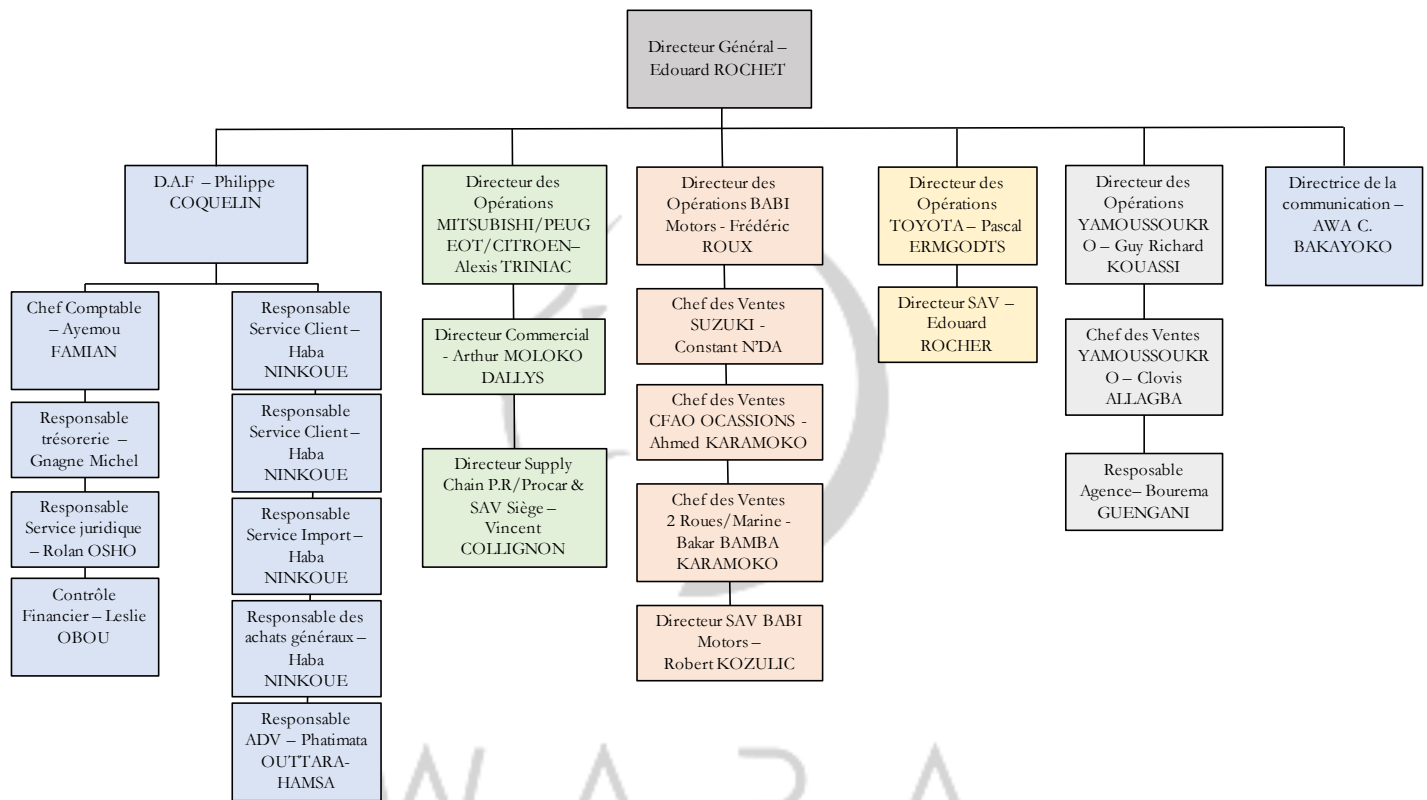 Directeur Général –
Edouard ROCHET
D.A.F – Philippe
COQUELIN
Chef Comptable
– Ayemou
FAMIAN
Responsable
trésorerie –
Gnagne Michel
Responsable
Service juridique
– Rolan OSHO
Contrôle
Financier – Leslie
OBOU
Responsable
Service Client –
Haba
NINKOUE
Responsable
Service Client –
Haba
NINKOUE
Responsable
Service Import –
Haba
NINKOUE
Responsable des
achats généraux –
Haba
NINKOUE
Responsable
ADV – Phatimata
OUTTARA-
HAMSA
Directeur des
Opérations
MITSUBISHI/PEUG
EOT/CITROEN–
Alexis TRINIAC
Directeur Commercial
- Arthur MOLOKO
DALLYS
Directeur Supply
Chain P.R/Procar &
SAV Siège –
Vincent
COLLIGNON
Directeur des
Opérations BABI
Motors - Frédéric
ROUX
Chef des Ventes
SUZUKI -
Constant N'DA
Chef des Ventes
CFAO OCASSIONS -
Ahmed KARAMOKO
Chef des Ventes
2 Roues/Marine -
Bakar BAMBA
KARAMOKO
Directeur SAV BABI
Motors –
Robert KOZULIC
Directeur des
Opérations
TOYOTA – Pascal
ERMGODTS
Directeur SAV –
Edouard
ROCHER
Directeur des
Opérations
YAMOUSSOUKR
O – Guy Richard
KOUASSI
Chef des Ventes
YAMOUSSOUKR
O – Clovis
ALLAGBA
Resposable
Agence– Bourema
GUENGANI
Directrice de la
communication –
AWA C.
BAKAYOKO